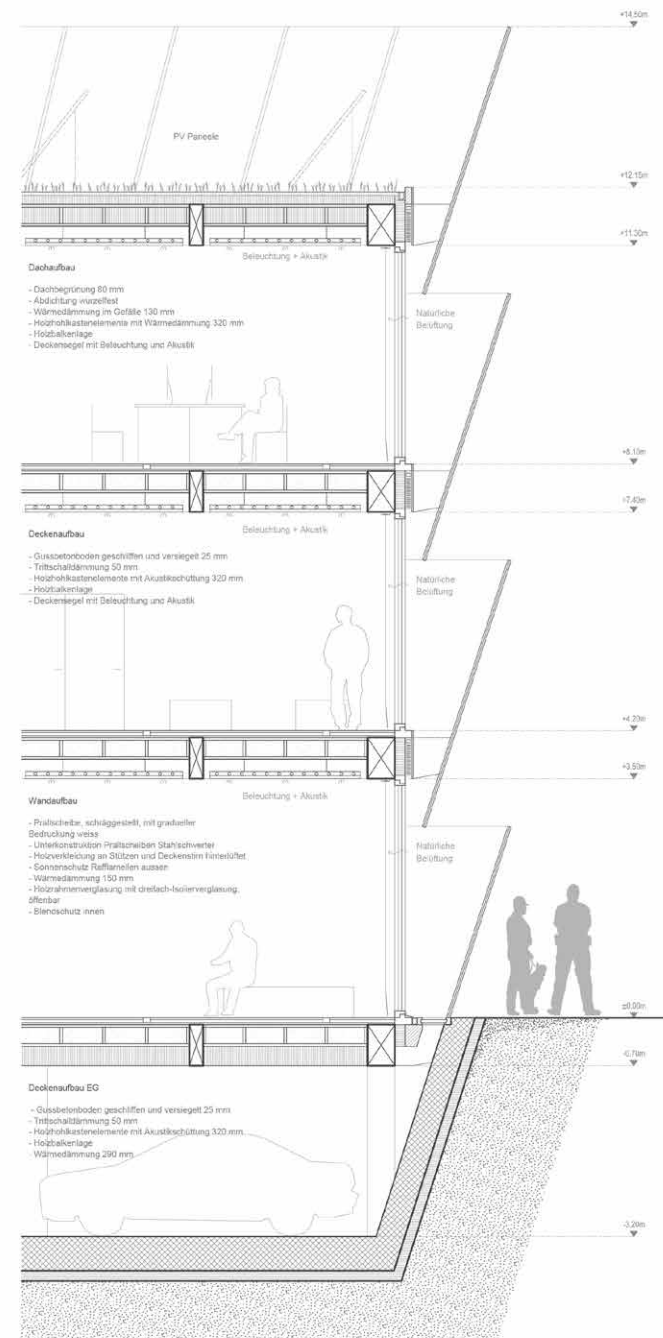 +14,50m
PV Paneele
+12,15m
+11,30m
Beleuchtung + Akustik
Dachaufbau
- Dachbegrünung 80 mm
- Abdichtung wurzelfest
- Wärmedämmung im Gefälle 130 mm
- Holzhohlkastenelemente mit Wärmedämmung 320 mm
- Holzbalkenlage
- Deckensegel mit Beleuchtung und Akustik
Natürliche
Belüftung
+8,10m
+7,40m
Beleuchtung + Akustik
Deckenaufbau
- Gussbetonboden geschliffen und versiegelt 25 mm
- Trittschalldämmung 50 mm
- Holzhohlkastenelemente mit Akustikschüttung 320 mm
- Holzbalkenlage
- Deckensegel mit Beleuchtung und Akustik
Natürliche
Belüftung
+4,20m
+3,50m
Beleuchtung + Akustik
Wandaufbau
- Prallscheibe, schräggestellt, mit gradueller
Bedruckung weiss
- Unterkonstruktion Prallscheiben Stahlschwerter
- Holzverkleidung an Stützen und Deckenstirn hinterlüftet
- Sonnenschutz Rafflamellen aussen
- Wärmedämmung 150 mm
- Holzrahmenverglasung mit dreifach-Isolierverglasung,
öffenbar
- Blendschutz innen
Natürliche
Belüftung
±0,00m
-0,70m
Deckenaufbau EG
- Gussbetonboden geschliffen und versiegelt 25 mm
- Trittschalldämmung 50 mm
- Holzhohlkastenelemente mit Akustikschüttung 320 mm
- Holzbalkenlage
- Wärmedämmung 290 mm
-3,20m